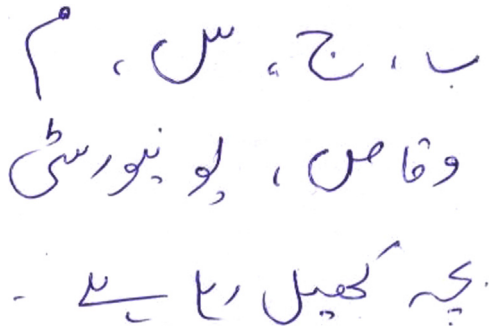 ب، ج، س، م
وقاص، یونیورسٹی
بچہ کھیل رہا ہے۔